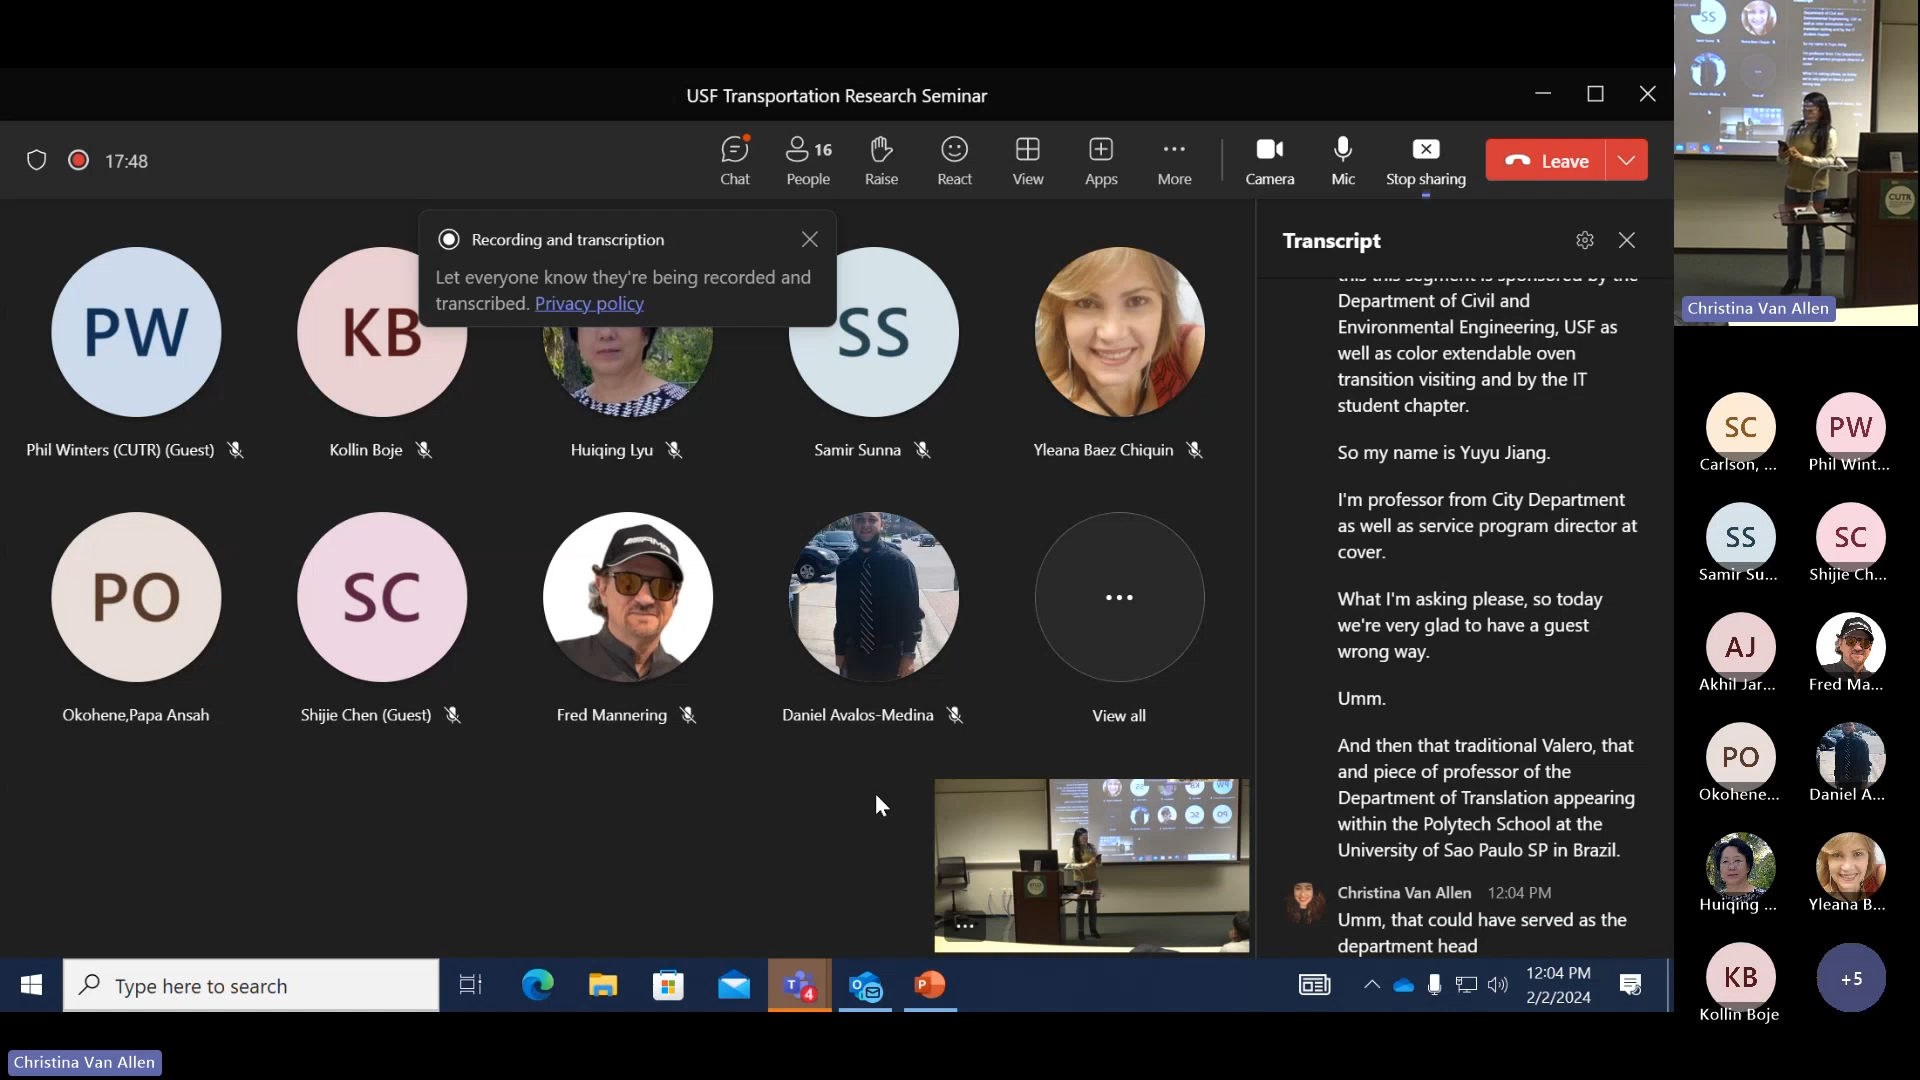 USF Transportation Research Seminar
17:48
Chat
16
People
Raise
React
View
Apps
More
Camera
Mic
Stop sharing
Leave
Recording and transcription
Let everyone know they're being recorded and
transcribed. Privacy policy
PW
KB
SS
Phil Winters (CUTR) (Guest)
Kollin Boje
Huiqing Lyu
Samir Sunna
Yleana Baez Chiquin
PO
SC
Okohene,Papa Ansah
Shijie Chen (Guest)
Fred Mannering
Daniel Avalos-Medina
View all
Transcript
this this segment is sponsored by the
Department of Civil and
Environmental Engineering, USF as
well as color extendable oven
transition visiting and by the IT
student chapter.
So my name is Yuyu Jiang.
I'm professor from City Department
as well as service program director at
cover.
What I'm asking please, so today
we're very glad to have a guest
wrong way.
Umm.
And then that traditional Valero, that
and piece of professor of the
Department of Translation appearing
within the Polytech School at the
University of Sao Paulo SP in Brazil.
Christina Van Allen 12:04 PM
Umm, that could have served as the
department head
Type here to search
4
12:04 PM
2/2/2024
Christina Van Allen
CUTR
Christina Van Allen
SC
PW
Carlson, ...
Phil Wint...
SS
SC
Samir Su...
Shijie Ch...
AJ
Akhil Jar...
Fred Ma...
PO
Okohene...
Daniel A...
Huiqing ...
Yleana B...
KB
+5
Kollin Boje